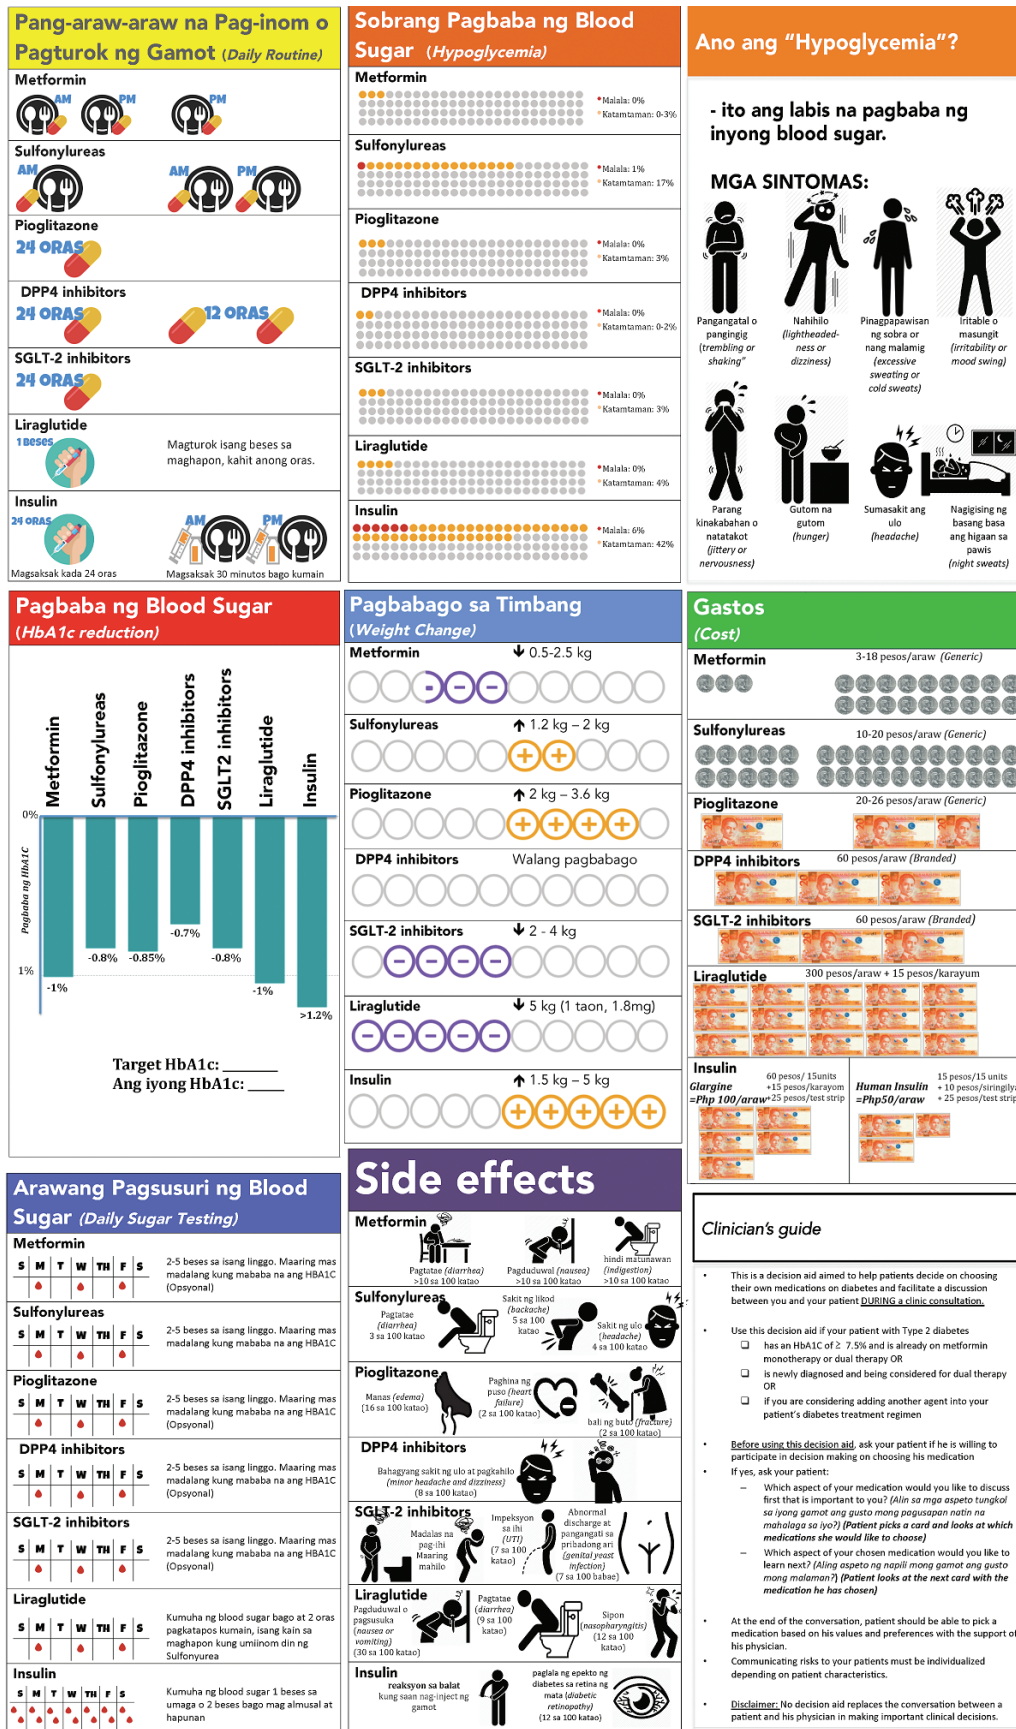 Pang-araw-araw na Pag-inom o
Pagturok ng Gamot (Daily Routine)
Metformin
AM
PM
PM
Sulfonylureas
AM
AM
PM
Pioglitazone
24 ORAS
DPP4 inhibitors
24 ORAS
12 ORAS
SGLT-2 inhibitors
24 ORAS
Liraglutide
1 BESES
Magturok isang beses sa
maghapon, kahit anong oras.
Insulin
24 ORAS
AM
PM
Magsaksak kada 24 oras
Magsaksak 30 minutos bago kumain
Sobrang Pagbaba ng Blood
Sugar (Hypoglycemia)
Metformin
*Malala: 0%
*Katamtaman: 0-3%
Sulfonylureas
*Malala: 1%
*Katamtaman: 17%
Pioglitazone
*Malala: 0%
*Katamtaman: 3%
DPP4 inhibitors
*Malala: 0%
*Katamtaman: 0-2%
SGLT-2 inhibitors
*Malala: 0%
*Katamtaman: 3%
Liraglutide
*Malala: 0%
*Katamtaman: 4%
Insulin
*Malala: 6%
*Katamtaman: 42%
Ano ang "Hypoglycemia"?
- ito ang labis na pagbaba ng
inyong blood sugar.
MGA SINTOMAS:
Pangangatal o
pangingig
(trembling or
shaking"
Nahihilo
(lightheaded-
ness or
dizziness)
Pinagpapawisan
ng sobra or
nang malamig
(excessive
sweating or
cold sweats)
Iritable o
masungit
(irritability or
mood swing)
Parang
kinakabahan o
natatakot
(jittery or
nervousness)
Gutom na
gutom
(hunger)
Sumasakit ang
ulo
(headache)
Nagigising ng
basang basa
ang higaan sa
pawis
(night sweats)
Pagbaba ng Blood Sugar
(HbA1c reduction)
Metformin
Sulfonylureas
Pioglitazone
DPP4 inhibitors
SGLT2 inhibitors
Liraglutide
Insulin
0%
Pagbaba ng HbA1C
1%
-1%
-0.8%
-0.85%
-0.7%
-0.8%
-1%
>1.2%
Target HbA1c: ________
Ang iyong HbA1c: _____
Pagbabago sa Timbang
(Weight Change)
Metformin
↓ 0.5-2.5 kg
Sulfonylureas
↑ 1.2 kg – 2 kg
Pioglitazone
↑ 2 kg – 3.6 kg
DPP4 inhibitors
Walang pagbabago
SGLT-2 inhibitors
↓ 2 - 4 kg
Liraglutide
↓ 5 kg (1 taon, 1.8mg)
Insulin
↑ 1.5 kg – 5 kg
Gastos
(Cost)
Metformin
3-18 pesos/araw (Generic)
Sulfonylureas
10-20 pesos/araw (Generic)
Pioglitazone
20-26 pesos/araw (Generic)
DPP4 inhibitors
60 pesos/araw (Branded)
SGLT-2 inhibitors
60 pesos/araw (Branded)
Liraglutide
300 pesos/araw + 15 pesos/karayum
Insulin
Glargine
=Php 100/araw
60 pesos/ 15units
+15 pesos/karayom
+25 pesos/test strip
Human Insulin
=Php50/araw
15 pesos/15 units
+ 10 pesos/siringilya
+ 25 pesos/test strip
Arawang Pagsusuri ng Blood
Sugar (Daily Sugar Testing)
Metformin
S M T W TH F S
2-5 beses sa isang linggo. Maaring mas
madalang kung mababa na ang HBA1C
(Opsyonal)
Sulfonylureas
S M T W TH F S
2-5 beses sa isang linggo. Maaring mas
madalang kung mababa na ang HBA1C
Pioglitazone
S M T W TH F S
2-5 beses sa isang linggo. Maaring mas
madalang kung mababa na ang HBA1C
(Opsyonal)
DPP4 inhibitors
S M T W TH F S
2-5 beses sa isang linggo. Maaring mas
madalang kung mababa na ang HBA1C
(Opsyonal)
SGLT-2 inhibitors
S M T W TH F S
2-5 beses sa isang linggo. Maaring mas
madalang kung mababa na ang HBA1C
(Opsyonal)
Liraglutide
S M T W TH F S
Kumuha ng blood sugar bago at 2 oras
pagkatapos kumain, isang kain sa
maghapon kung umiinom din ng
Sulfonyurea
Insulin
S M T W TH F S
Kumuha ng blood sugar 1 beses sa
umaga o 2 beses bago mag almusal at
hapunan
Side effects
Metformin
Pagtatae (diarrhea)
>10 sa 100 katao
Pagduduwal (nausea)
>10 sa 100 katao
hindi matunawan
(indigestion)
>10 sa 100 katao
Sulfonylureas
Pagtatae
(diarrhea)
3 sa 100 katao
Sakit ng likod
(backache)
5 sa 100
katao
Sakit ng ulo
(headache)
4 sa 100 katao
Pioglitazone
Manas (edema)
(16 sa 100 katao)
Paghina ng
puso (heart
failure)
(2 sa 100 katao)
bali ng buto (fracture)
(2 sa 100 katao)
DPP4 inhibitors
Bahagyang sakit ng ulo at pagkahilo
(minor headache and dizziness)
(8 sa 100 katao)
SGLT-2 inhibitors
Madalas na
pag-ihi
Maaring
mahilo
Impeksyon
sa ihi
(UTI)
(7 sa 100
katao)
Abnormal
discharge at
pangangati sa
pribadong ari
(genital yeast
infection)
(7 sa 100 babae)
Liraglutide
Pagduduwal o
pagsusuka
(nausea or
vomiting)
(30 sa 100 katao)
Pagtatae
(diarrhea)
(9 sa 100
katao)
Sipon
(nasopharyngitis)
(12 sa 100
katao)
Insulin
reaksyon sa balat
kung saan nag-inject ng
gamot
paglala ng epekto ng
diabetes sa retina ng
mata (diabetic
retinopathy)
(12 sa 100 katao)
Clinician's guide
• This is a decision aid aimed to help patients decide on choosing
their own medications on diabetes and facilitate a discussion
between you and your patient DURING a clinic consultation.
• Use this decision aid if your patient with Type 2 diabetes
❑ has an HbA1C of ≥ 7.5% and is already on metformin
monotherapy or dual therapy OR
❑ is newly diagnosed and being considered for dual therapy
OR
❑ if you are considering adding another agent into your
patient's diabetes treatment regimen
• Before using this decision aid, ask your patient if he is willing to
participate in decision making on choosing his medication
• If yes, ask your patient:
– Which aspect of your medication would you like to discuss
first that is important to you? (Alin sa mga aspeto tungkol
sa iyong gamot ang gusto mong pagusapan natin na
mahalaga sa iyo?) (Patient picks a card and looks at which
medications she would like to choose)
– Which aspect of your chosen medication would you like to
learn next? (Aling aspeto ng napili mong gamot ang gusto
mong malaman?) (Patient looks at the next card with the
medication he has chosen)
• At the end of the conversation, patient should be able to pick a
medication based on his values and preferences with the support of
his physician.
• Communicating risks to your patients must be individualized
depending on patient characteristics.
• Disclaimer: No decision aid replaces the conversation between a
patient and his physician in making important clinical decisions.